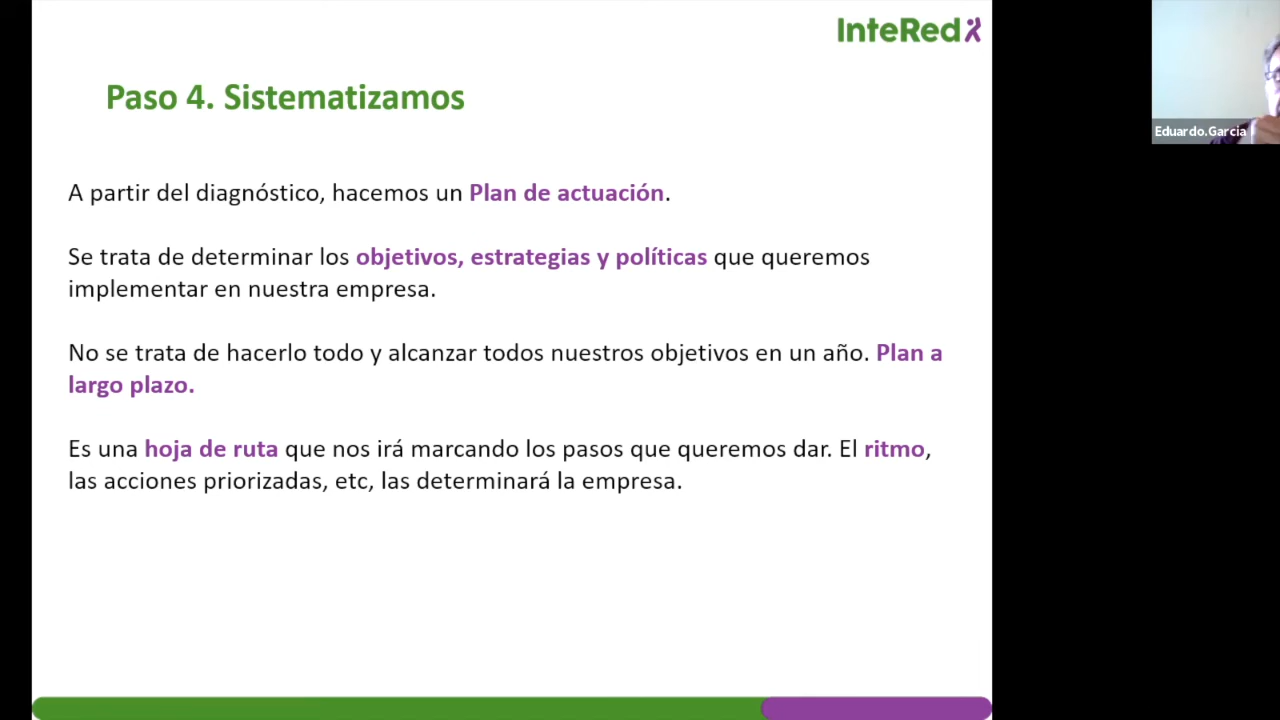 InteRed
Paso 4. Sistematizamos
Eduardo.Garcia
A partir del diagnóstico, hacemos un Plan de actuación.
Se trata de determinar los objetivos, estrategias y políticas que queremos
implementar en nuestra empresa.
No se trata de hacerlo todo y alcanzar todos nuestros objetivos en un año. Plan a
largo plazo.
Es una hoja de ruta que nos irá marcando los pasos que queremos dar. El ritmo,
las acciones priorizadas, etc, las determinará la empresa.